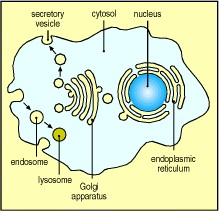 secretory
vesicle
cytosol
nucleus
endosome
lysosome
Golgi
apparatus
endoplasmic
reticulum